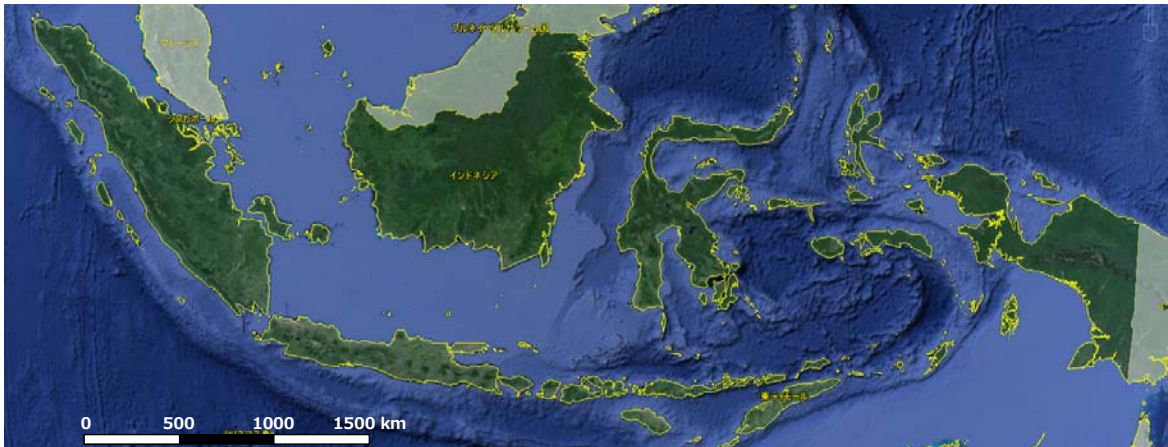 ブルネイ・ダルサラーム国
マレーシア
シンガポール
インドネシア
東ティモール
0 500 1000 1500 km